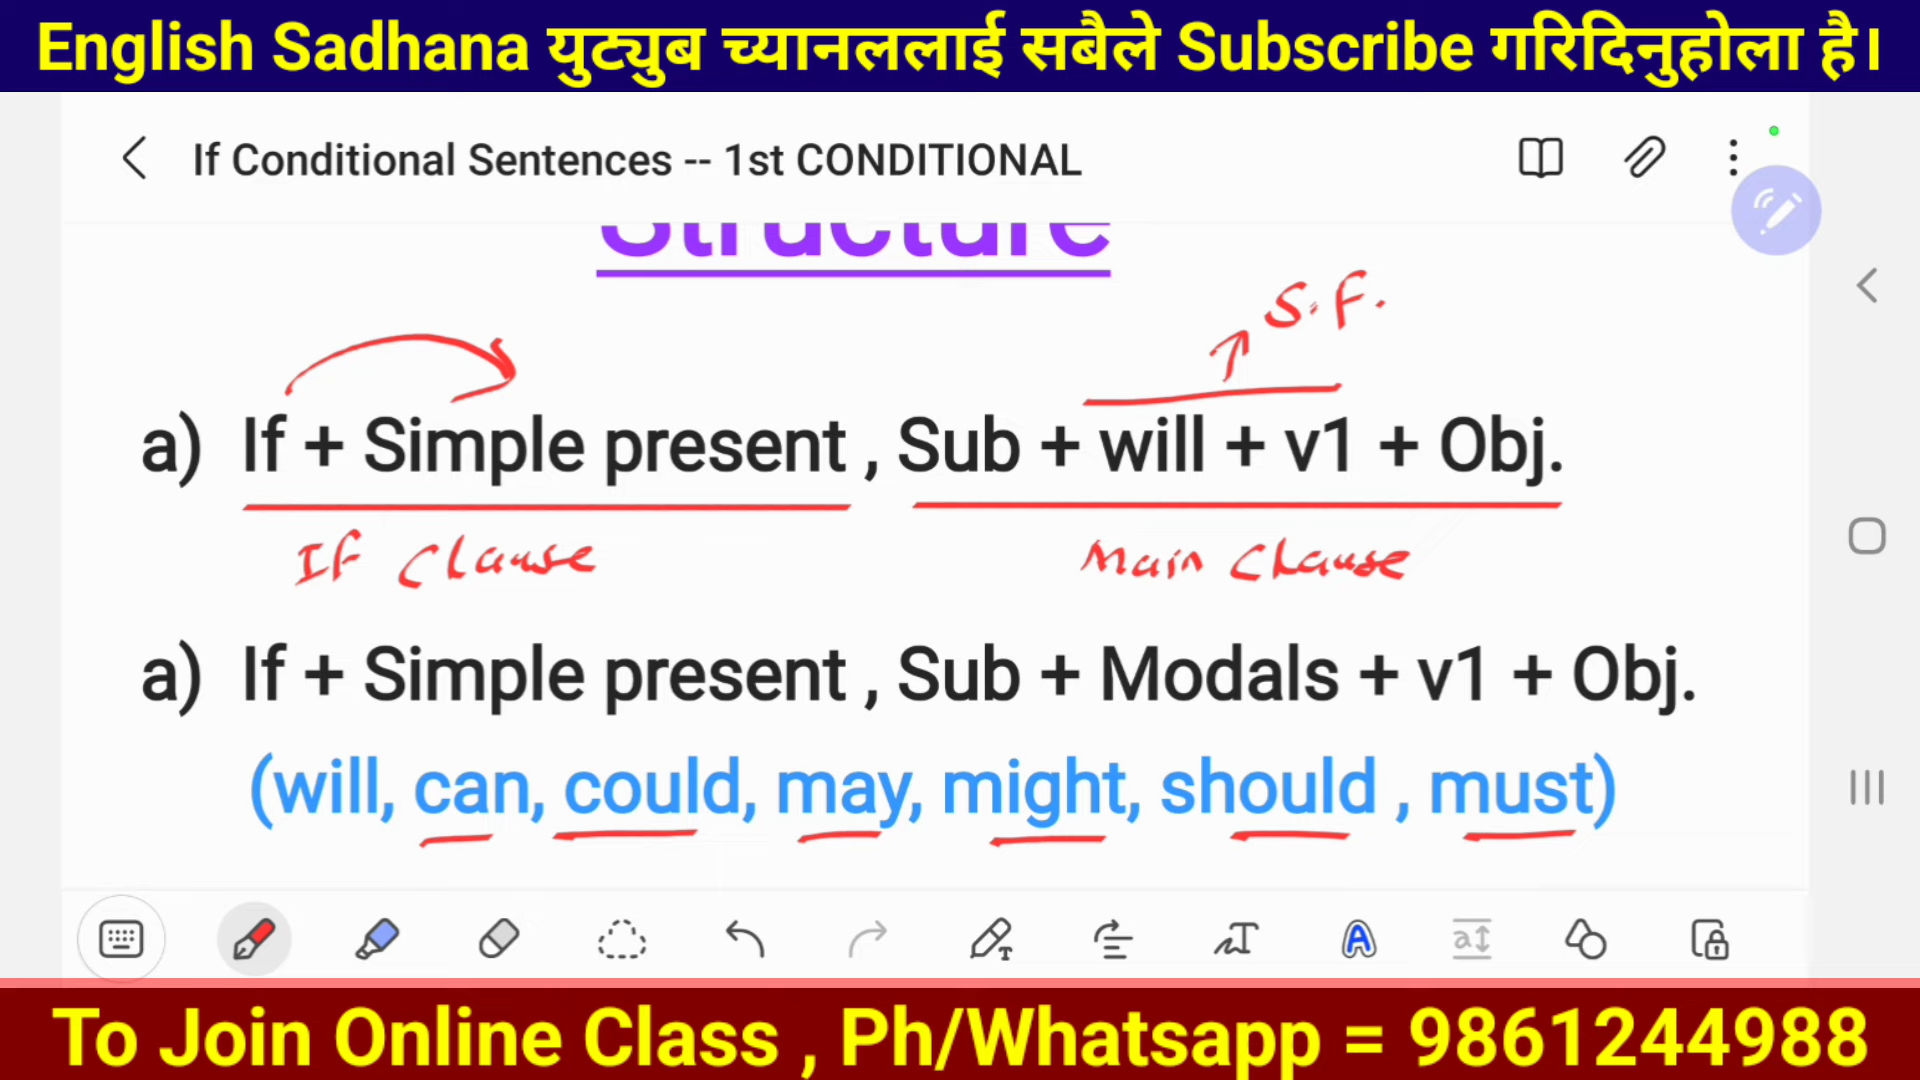 English Sadhana युट्युब च्यानललाई सबैले Subscribe गरिदिनुहोला है।
If Conditional Sentences -- 1st CONDITIONAL
Structure
S.F.
a) If + Simple present , Sub + will + v1 + Obj.
If Clause Main Clause
a) If + Simple present , Sub + Modals + v1 + Obj.
(will, can, could, may, might, should , must)
To Join Online Class , Ph/Whatsapp = 9861244988